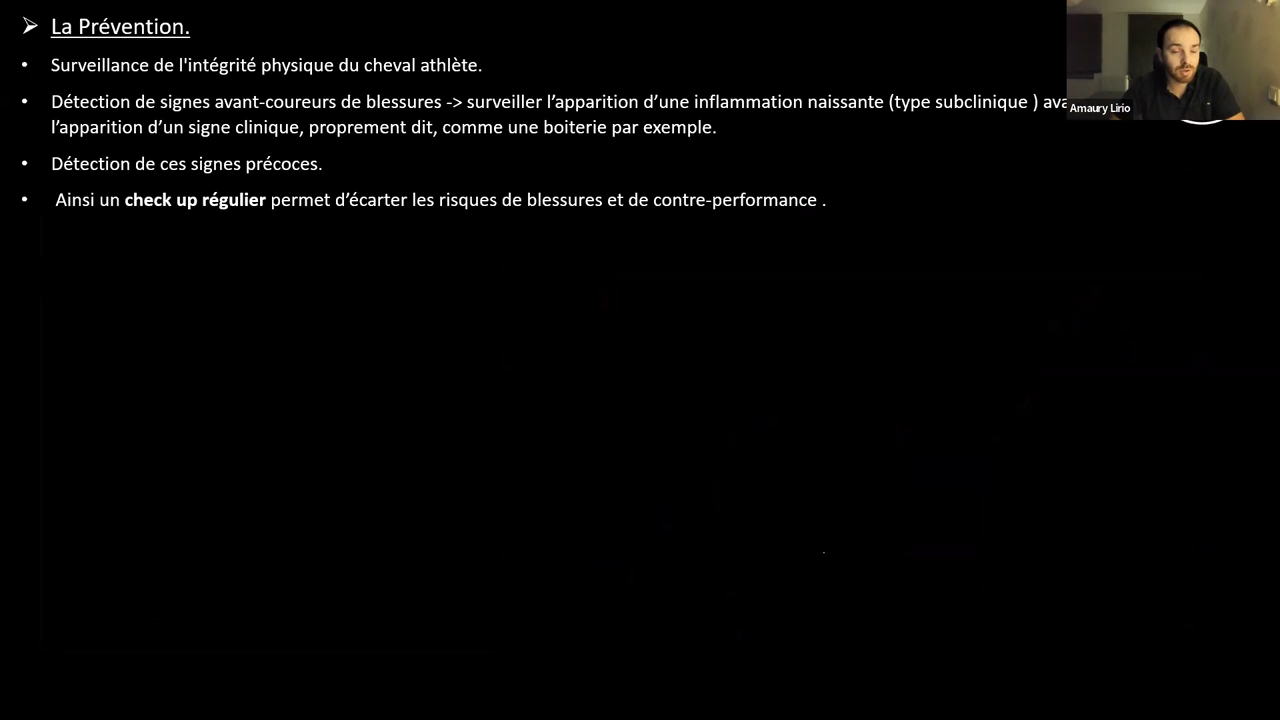 La Prévention.
Surveillance de l'intégrité physique du cheval athlète.
Détection de signes avant-coureurs de blessures -> surveiller l’apparition d’une inflammation naissante (type subclinique )
Amaury Lirio
l’apparition d’un signe clinique, proprement dit, comme une boiterie par exemple.
Détection de ces signes précoces.
Ainsi un check up régulier permet d’écarter les risques de blessures et de contre-performance .